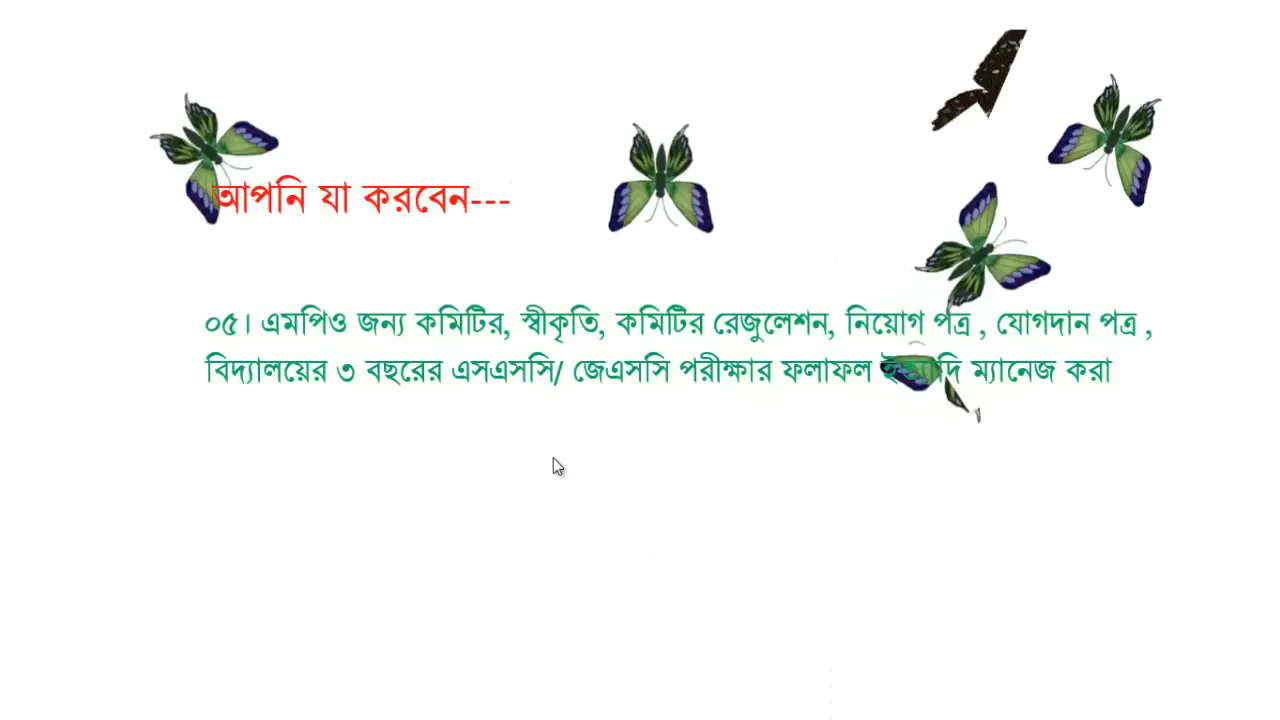 আপনি যা করবেন---
০৫। এমপিও জন্য কমিটির, স্বীকৃতি, কমিটির রেজুলেশন, নিয়োগ পত্র , যোগদান পত্র ,
বিদ্যালয়ের ৩ বছরের এসএসসি/ জেএসসি পরীক্ষার ফলাফল ইত্যাদি ম্যানেজ করা